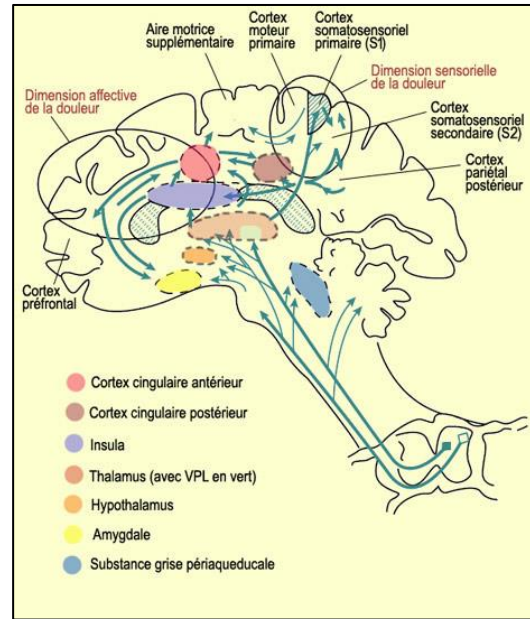 Aire motrice
supplémentaire
Cortex
moteur
primaire
Cortex
somatosensoriel
primaire (S1)
Dimension affective
de la douleur
Dimension sensorielle
de la douleur
Cortex
somatosensoriel
secondaire (S2)
Cortex
pariétal
postérieur
Cortex
préfrontal
Cortex cingulaire antérieur
Cortex cingulaire postérieur
Insula
Thalamus (avec VPL en vert)
Hypothalamus
Amygdale
Substance grise périaqueducale